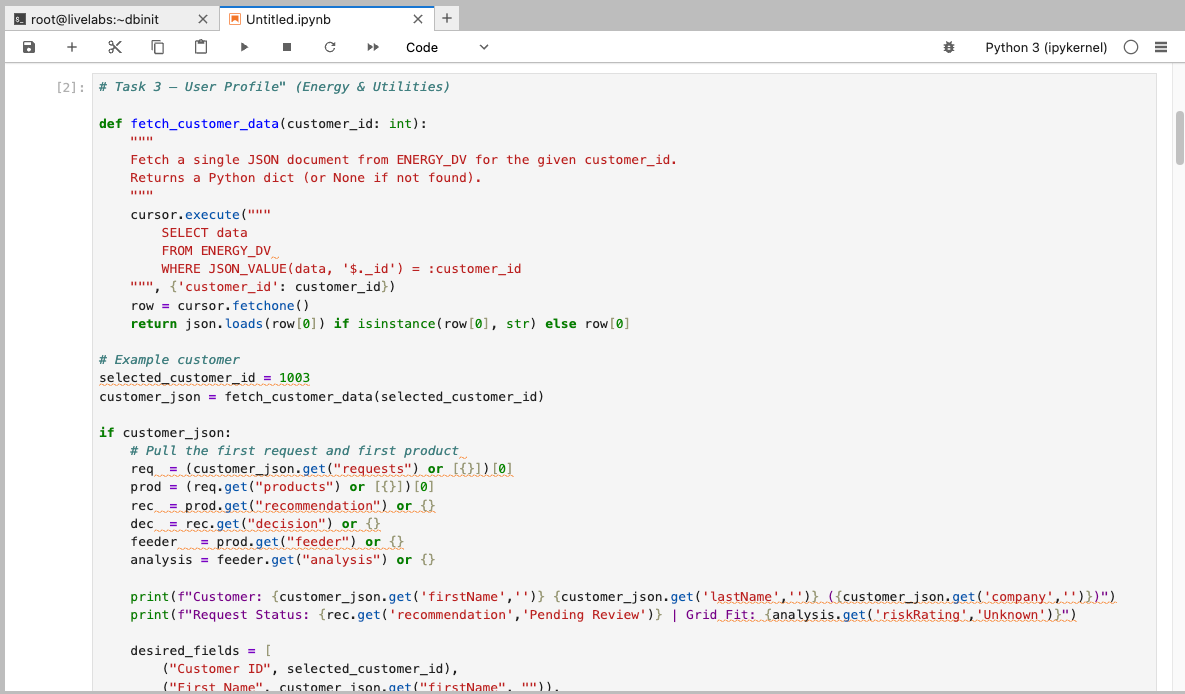 root@livelabs:~dbinit
Untitled.ipynb
Code
Python 3 (ipykernel)
[2]:
# Task 3 – User Profile" (Energy & Utilities)
def fetch_customer_data(customer_id: int):
"""
Fetch a single JSON document from ENERGY_DV for the given customer_id.
Returns a Python dict (or None if not found).
"""
cursor.execute("""
SELECT data
FROM ENERGY_DV
WHERE JSON_VALUE(data, '$._id') = :customer_id
""", {'customer_id': customer_id})
row = cursor.fetchone()
return json.loads(row[0]) if isinstance(row[0], str) else row[0]
# Example customer
selected_customer_id = 1003
customer_json = fetch_customer_data(selected_customer_id)
if customer_json:
# Pull the first request and first product
req  = (customer_json.get("requests") or [{}])[0]
prod = (req.get("products") or [{}])[0]
rec  = prod.get("recommendation") or {}
dec  = rec.get("decision") or {}
feeder   = prod.get("feeder") or {}
analysis = feeder.get("analysis") or {}
print(f"Customer: {customer_json.get('firstName','')} {customer_json.get('lastName','')} ({customer_json.get('company','')})")
print(f"Request Status: {rec.get('recommendation','Pending Review')} | Grid Fit: {analysis.get('riskRating','Unknown')}")
desired_fields = [
("Customer ID", selected_customer_id),
("First Name", customer_json.get("firstName", "")),